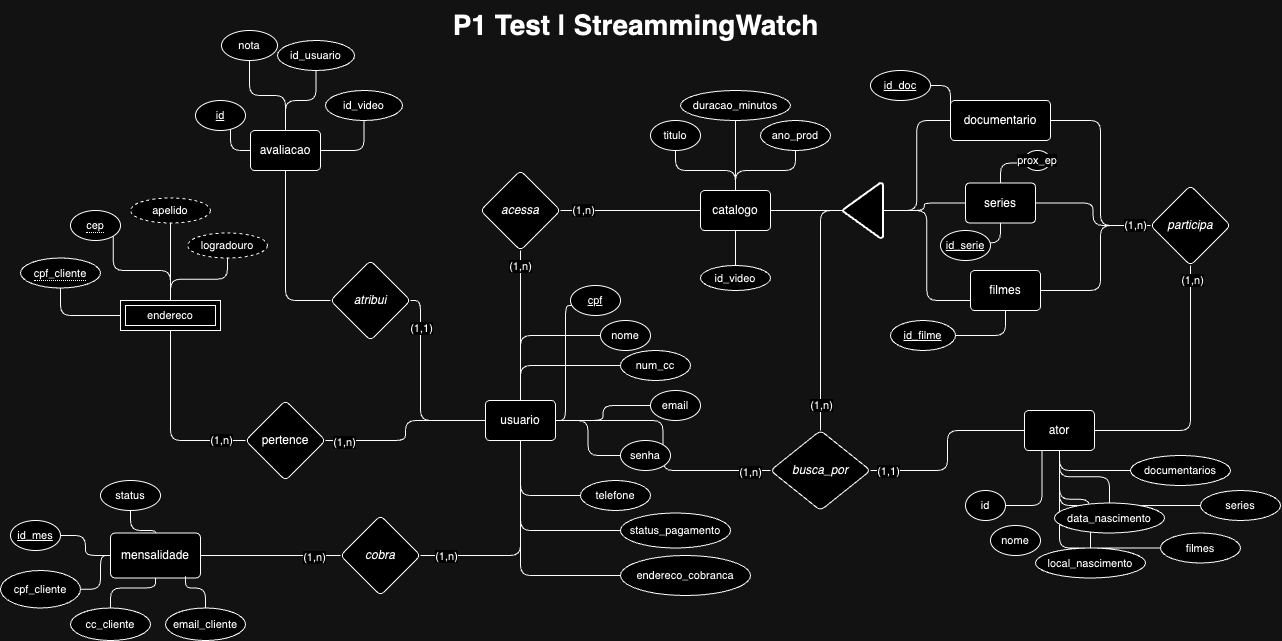 P1 Test | StreammingWatch
nota
id_usuario
id
id_video
avaliacao
apelido
cep
logradouro
cpf_cliente
endereco
atribui
(1,1)
acessa
(1,n)
(1,n)
duracao_minutos
titulo
ano_prod
catalogo
id_video
id_doc
documentario
prox_ep
series
id_serie
filmes
id_filme
(1,n)
participa
(1,n)
cpf
nome
num_cc
email
usuario
senha
telefone
status_pagamento
endereco_cobranca
(1,n)
pertence
(1,n)
(1,n)
(1,n)
busca_por
(1,1)
ator
documentarios
id
data_nascimento
series
nome
filmes
local_nascimento
status
id_mes
mensalidade
cpf_cliente
cc_cliente
email_cliente
(1,n)
cobra
(1,n)